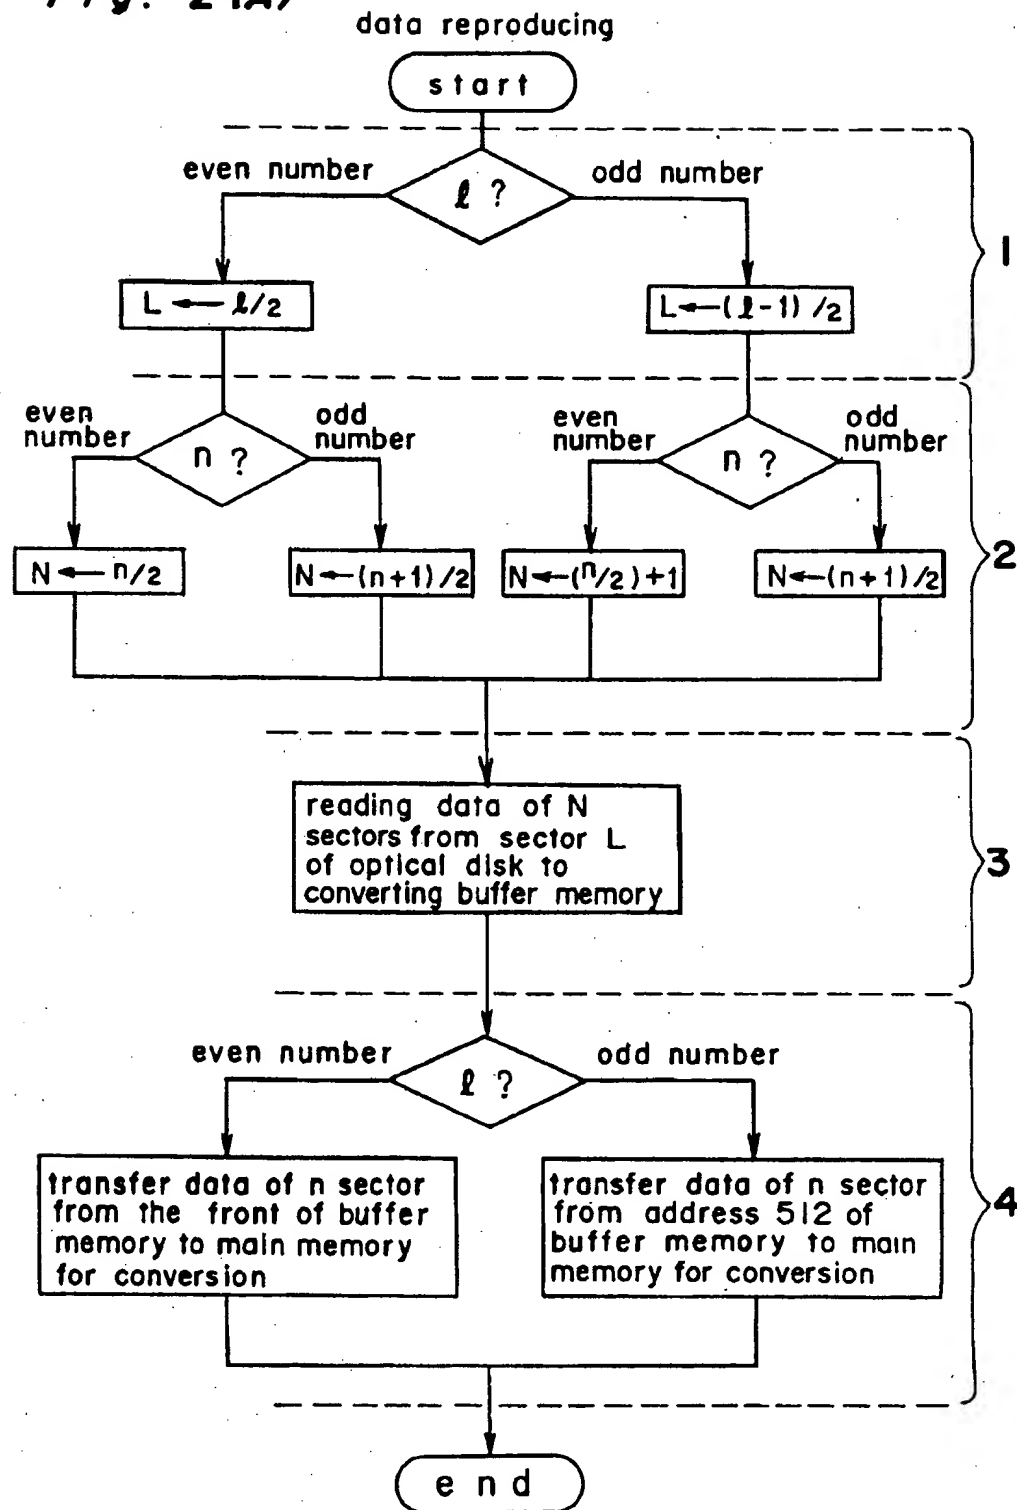 Fig. 2(A)
data reproducing
start
even number
odd number
ℓ ?
1
L ← ℓ/2
L←(ℓ-1)/2
even
number
odd
number
even
number
odd
number
n ?
n ?
2
N ← n/2
N←(n+1)/2
N←(n/2)+1
N←(n+1)/2
reading data of N
sectors from sector L
of optical disk to
converting buffer memory
3
even number
odd number
ℓ ?
transfer data of n sector
from the front of buffer
memory to main memory
for conversion
transfer data of n sector
from address 512 of
buffer memory to main
memory for conversion
4
end